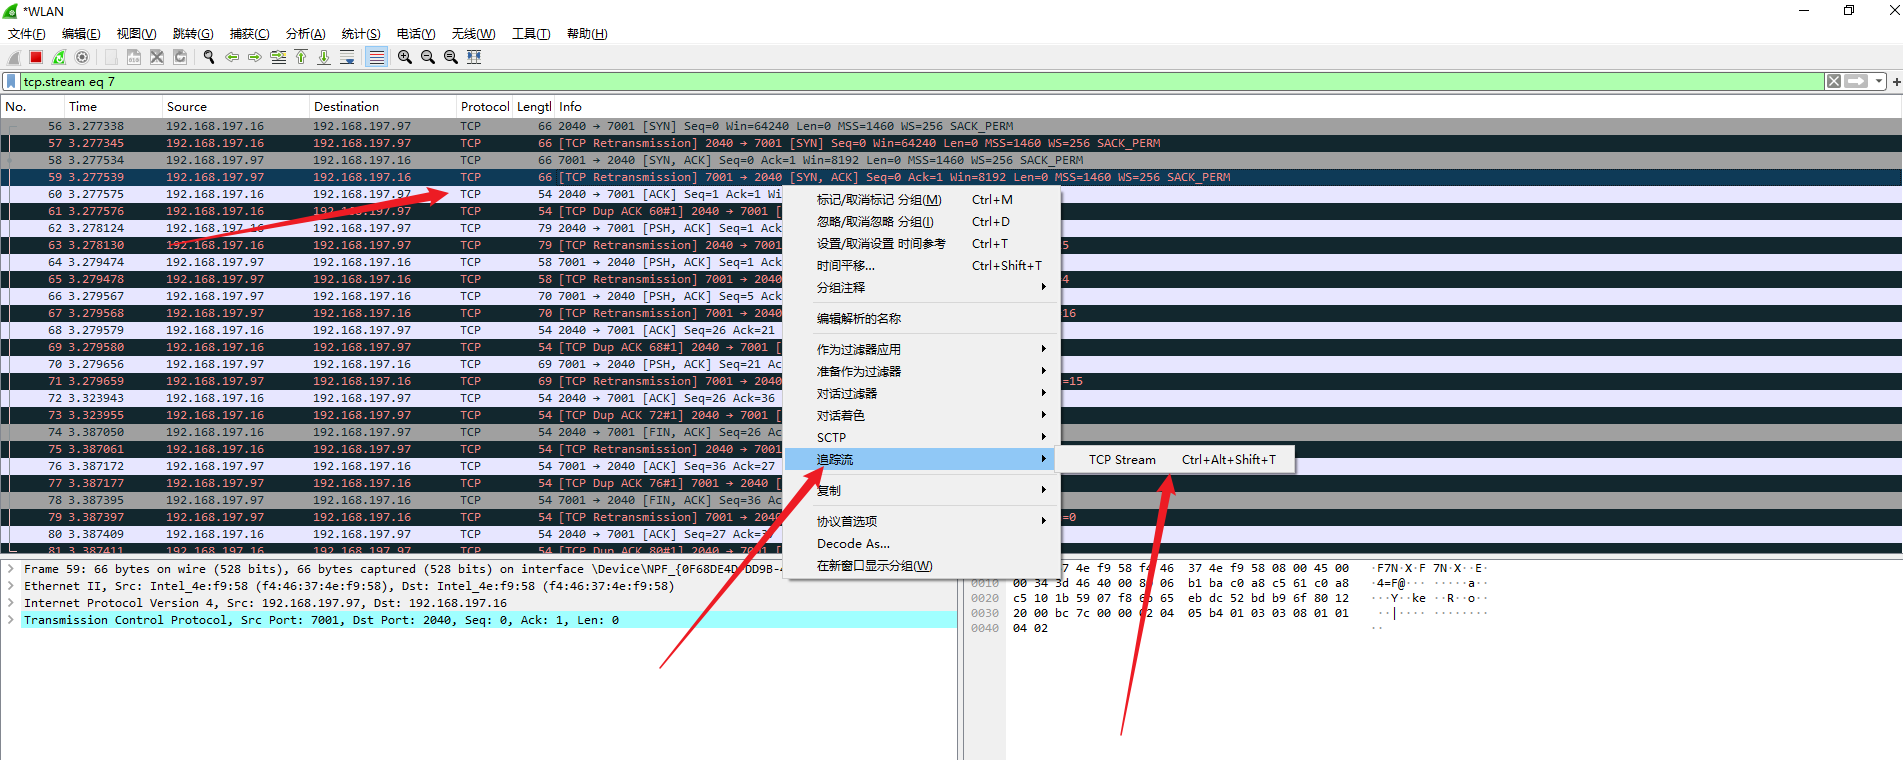 *WLAN
文件(F) 编辑(E) 视图(V) 跳转(G) 捕获(C) 分析(A) 统计(S) 电话(Y) 无线(W) 工具(T) 帮助(H)
tcp.stream eq 7
No. Time Source Destination Protocol Lengtl Info
56 3.277338 192.168.197.16 192.168.197.97 TCP 66 2040 → 7001 [SYN] Seq=0 Win=64240 Len=0 MSS=1460 WS=256 SACK_PERM
57 3.277345 192.168.197.16 192.168.197.97 TCP 66 [TCP Retransmission] 2040 → 7001 [SYN] Seq=0 Win=64240 Len=0 MSS=1460 WS=256 SACK_PERM
58 3.277534 192.168.197.97 192.168.197.16 TCP 66 7001 → 2040 [SYN, ACK] Seq=0 Ack=1 Win=8192 Len=0 MSS=1460 WS=256 SACK_PERM
59 3.277539 192.168.197.97 192.168.197.16 TCP 66 [TCP Retransmission] 7001 → 2040 [SYN, ACK] Seq=0 Ack=1 Win=8192 Len=0 MSS=1460 WS=256 SACK_PERM
60 3.277575 192.168.197.16 192.168.197.97 TCP 54 2040 → 7001 [ACK] Seq=1 Ack=1 Wi
61 3.277576 192.168.197.16 192.168.197.97 TCP 54 [TCP Dup ACK 60#1] 2040 → 7001 [
62 3.278124 192.168.197.16 192.168.197.97 TCP 79 2040 → 7001 [PSH, ACK] Seq=1 Ack
63 3.278130 192.168.197.16 192.168.197.97 TCP 79 [TCP Retransmission] 2040 → 7001 5
64 3.279474 192.168.197.97 192.168.197.16 TCP 58 7001 → 2040 [PSH, ACK] Seq=1 Ack
65 3.279478 192.168.197.97 192.168.197.16 TCP 58 [TCP Retransmission] 7001 → 2040 4
66 3.279567 192.168.197.97 192.168.197.16 TCP 70 7001 → 2040 [PSH, ACK] Seq=5 Ack
67 3.279568 192.168.197.97 192.168.197.16 TCP 70 [TCP Retransmission] 7001 → 2040 16
68 3.279579 192.168.197.16 192.168.197.97 TCP 54 2040 → 7001 [ACK] Seq=26 Ack=21
69 3.279580 192.168.197.16 192.168.197.97 TCP 54 [TCP Dup ACK 68#1] 2040 → 7001 [
70 3.279656 192.168.197.97 192.168.197.16 TCP 69 7001 → 2040 [PSH, ACK] Seq=21 Ac
71 3.279659 192.168.197.97 192.168.197.16 TCP 69 [TCP Retransmission] 7001 → 2040 =15
72 3.323943 192.168.197.16 192.168.197.97 TCP 54 2040 → 7001 [ACK] Seq=26 Ack=36
73 3.323955 192.168.197.16 192.168.197.97 TCP 54 [TCP Dup ACK 72#1] 2040 → 7001 [
74 3.387050 192.168.197.16 192.168.197.97 TCP 54 2040 → 7001 [FIN, ACK] Seq=26 Ac
75 3.387061 192.168.197.16 192.168.197.97 TCP 54 [TCP Retransmission] 2040 → 7001
76 3.387172 192.168.197.97 192.168.197.16 TCP 54 7001 → 2040 [ACK] Seq=36 Ack=27
77 3.387177 192.168.197.97 192.168.197.16 TCP 54 [TCP Dup ACK 76#1] 7001 → 2040 [
78 3.387395 192.168.197.97 192.168.197.16 TCP 54 7001 → 2040 [FIN, ACK] Seq=36 Ac
79 3.387397 192.168.197.97 192.168.197.16 TCP 54 [TCP Retransmission] 7001 → 2040 =0
80 3.387409 192.168.197.16 192.168.197.97 TCP 54 2040 → 7001 [ACK] Seq=27 Ack=3
81 3.387411 192.168.197.16 192.168.197.97 TCP 54 [TCP Dup ACK 80#1] 2040 → 7001 [
标记/取消标记 分组(M) Ctrl+M
忽略/取消忽略 分组(I) Ctrl+D
设置/取消设置 时间参考 Ctrl+T
时间平移... Ctrl+Shift+T
分组注释
编辑解析的名称
作为过滤器应用
准备作为过滤器
对话过滤器
对话着色
SCTP
追踪流
TCP Stream Ctrl+Alt+Shift+T
复制
协议首选项
Decode As...
在新窗口显示分组(W)
Frame 59: 66 bytes on wire (528 bits), 66 bytes captured (528 bits) on interface \Device\NPF_{0F68DE4D-DD9B-4
Ethernet II, Src: Intel_4e:f9:58 (f4:46:37:4e:f9:58), Dst: Intel_4e:f9:58 (f4:46:37:4e:f9:58)
Internet Protocol Version 4, Src: 192.168.197.97, Dst: 192.168.197.16
Transmission Control Protocol, Src Port: 7001, Dst Port: 2040, Seq: 0, Ack: 1, Len: 0
7 4e f9 58 f4 46 37 4e f9 58 08 00 45 00 ·F7N·X·F 7N·X··E·
0010 00 34 3d 46 40 00 80 06 b1 ba c0 a8 c5 61 c0 a8 ·4=F@··· ·····a··
0020 c5 10 1b 59 07 f8 6b 65 eb dc 52 bd b9 6f 80 12 ···Y··ke ··R··o··
0030 20 00 bc 7c 00 00 02 04 05 b4 01 03 03 08 01 01 ··|···· ········
0040 04 02 ··